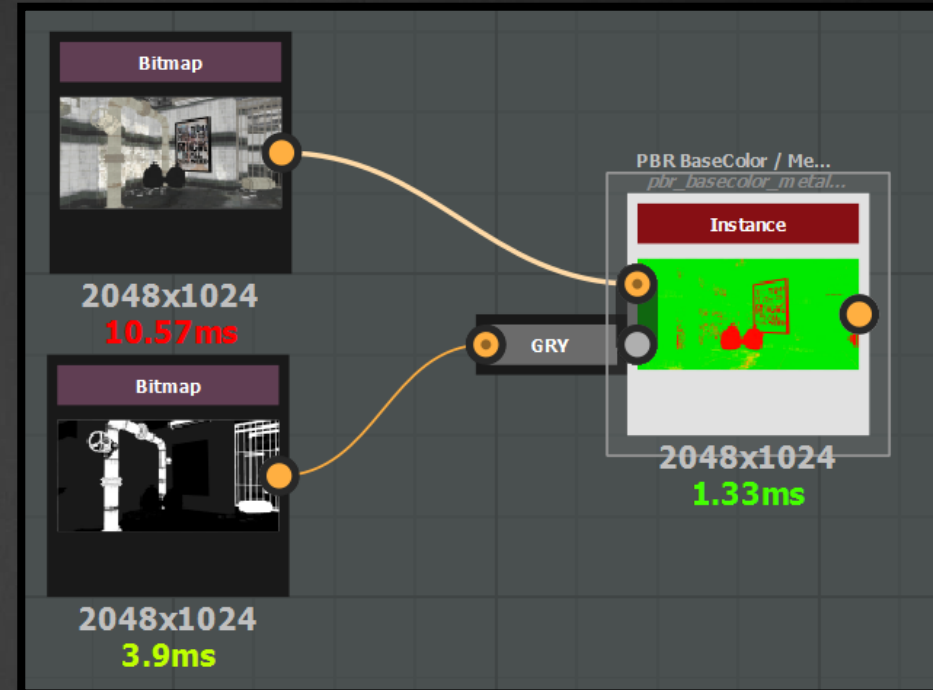 Bitmap
2048x1024
10.57ms
Bitmap
2048x1024
3.9ms
GRY
PBR BaseColor / Me...
pbr_basecolor_metal...
Instance
2048x1024
1.33ms